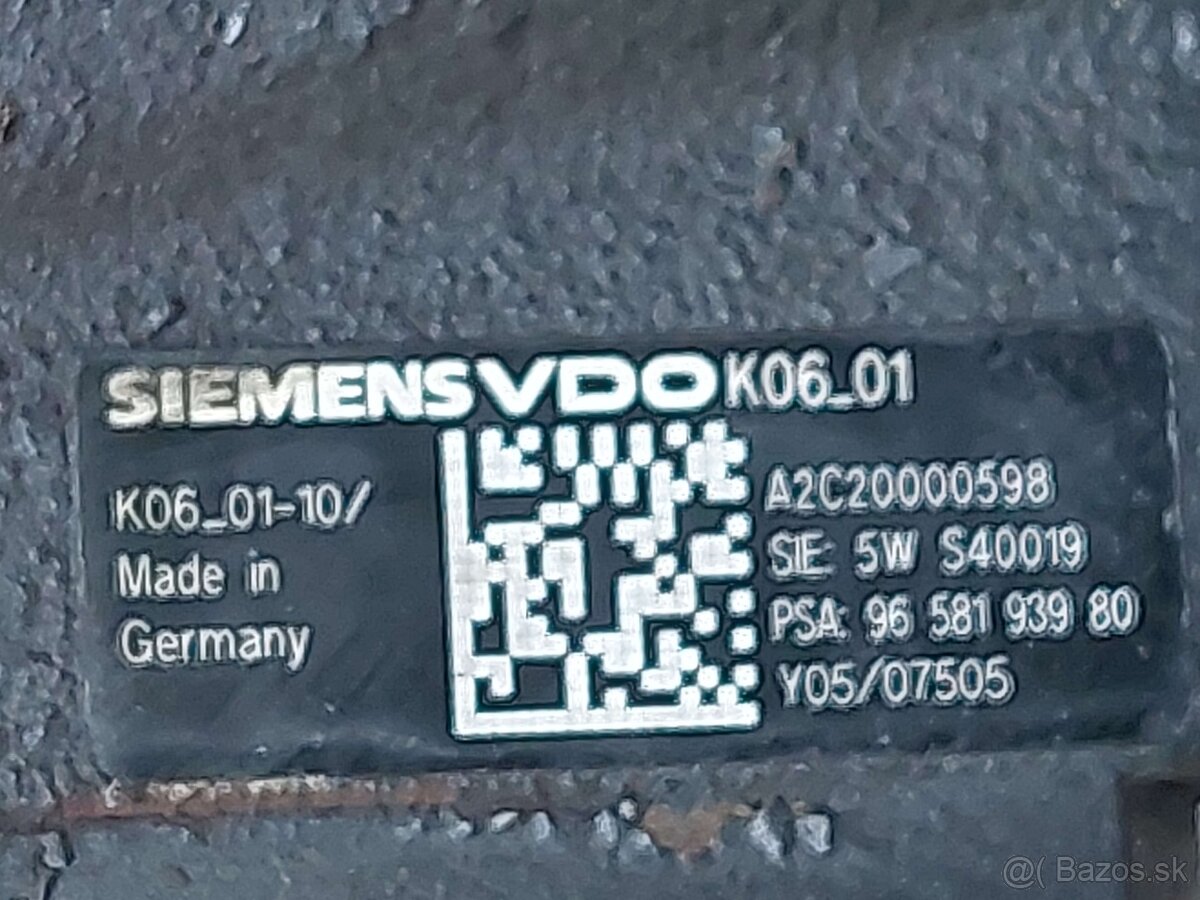 SIEMENSVDO K06_01
K06_01-10/
Made in
Germany
A2C20000598
SIE: 5W S40019
PSA: 96 581 939 80
Y05/07505
@( Bazos.sk